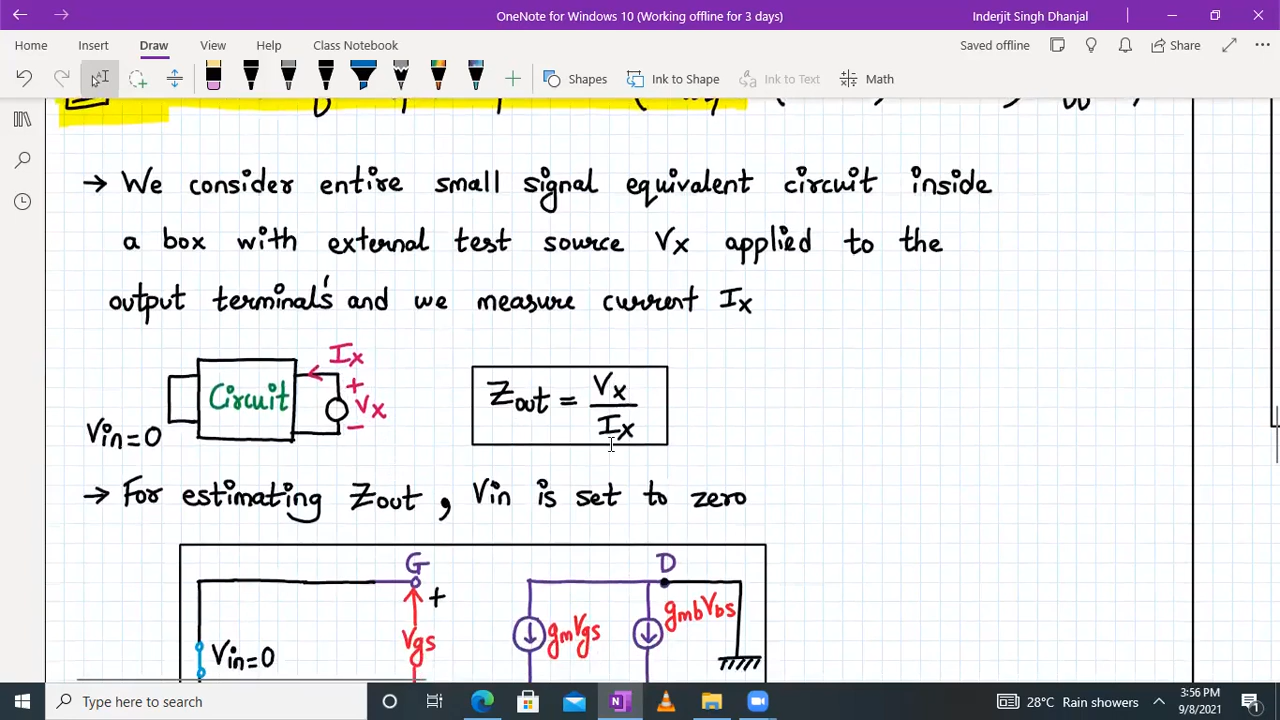 OneNote for Windows 10 (Working offline for 3 days)
Inderjit Singh Dhanjal
Home Insert Draw View Help Class Notebook
Saved offline
Share
Shapes
Ink to Shape
Ink to Text
Math
→ We consider entire small signal equivalent circuit inside
a box with external test source Vx applied to the
output terminal's and we measure current Ix
Ix
Circuit
+
Vx
-
Vin=0
Zout = Vx
Ix
→ For estimating Zout, Vin is set to zero
G
D
+
gmbVbs
gmVgs
Vgs
Vin=0
Type here to search
28°C Rain showers
3:56 PM
9/8/2021
1